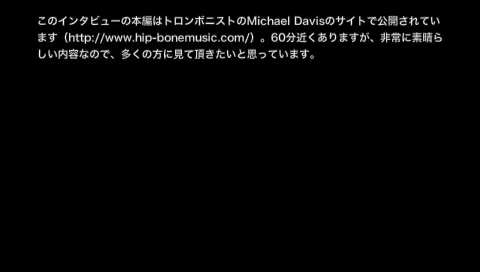 このインタビューの本編はトロンボニストのMichael Davisのサイトで公開されてい
ます（http://www.hip-bonemusic.com/）。60分近くありますが、非常に素晴ら
しい内容なので、多くの方に見て頂きたいと思っています。